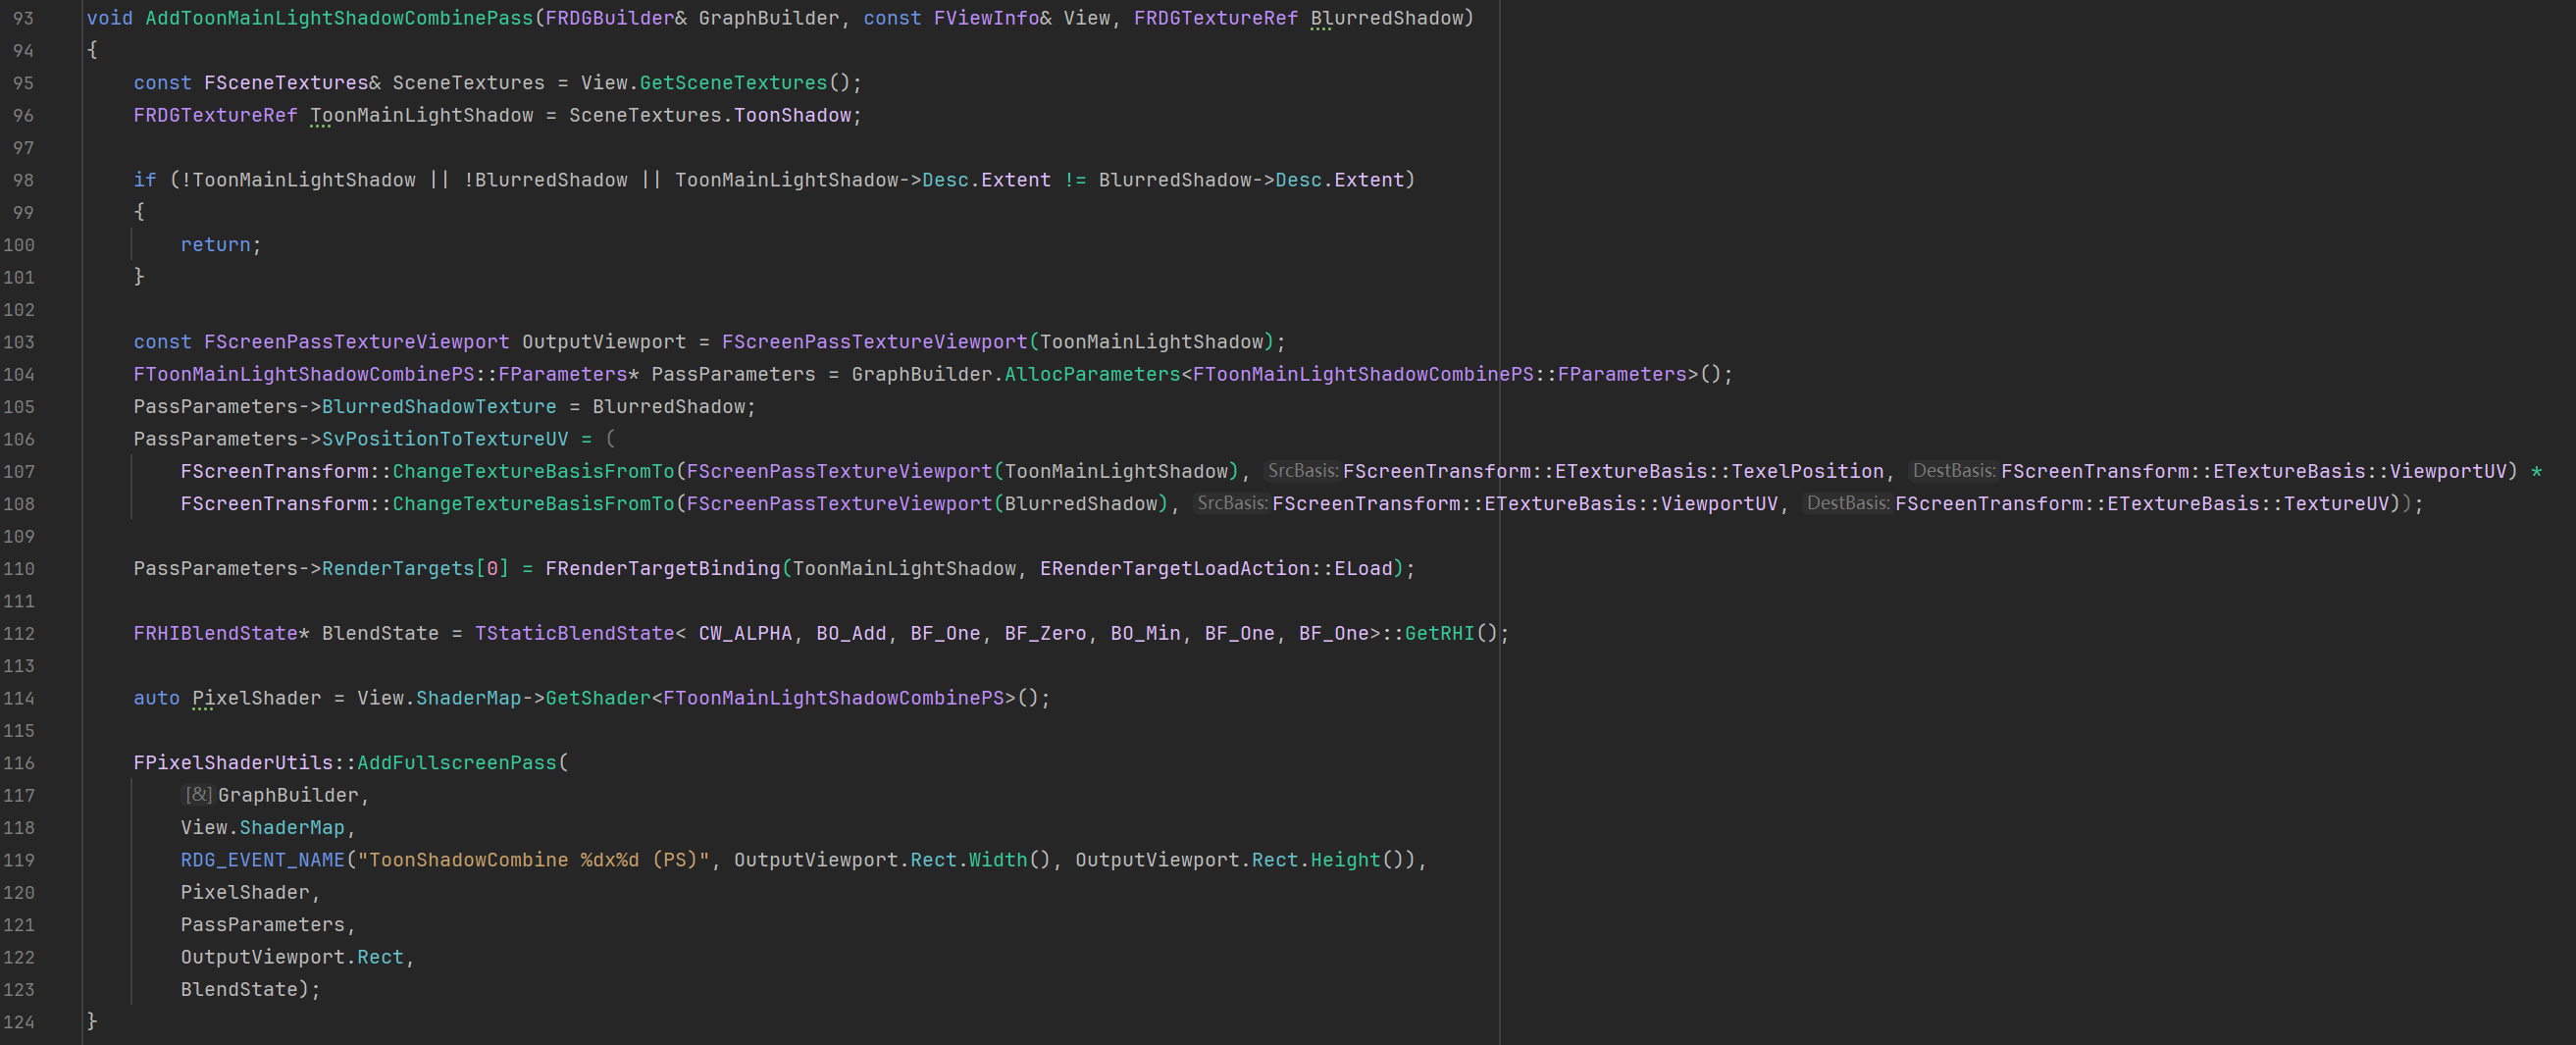 93 void AddToonMainLightShadowCombinePass(FRDGBuilder& GraphBuilder, const FViewInfo& View, FRDGTextureRef BlurredShadow)
94 {
95     const FSceneTextures& SceneTextures = View.GetSceneTextures();
96     FRDGTextureRef ToonMainLightShadow = SceneTextures.ToonShadow;
97
98     if (!ToonMainLightShadow || !BlurredShadow || ToonMainLightShadow->Desc.Extent != BlurredShadow->Desc.Extent)
99     {
100         return;
101     }
102
103     const FScreenPassTextureViewport OutputViewport = FScreenPassTextureViewport(ToonMainLightShadow);
104     FToonMainLightShadowCombinePS::FParameters* PassParameters = GraphBuilder.AllocParameters<FToonMainLightShadowCombinePS::FParameters>();
105     PassParameters->BlurredShadowTexture = BlurredShadow;
106     PassParameters->SvPositionToTextureUV = (
107         FScreenTransform::ChangeTextureBasisFromTo(FScreenPassTextureViewport(ToonMainLightShadow), SrcBasis: FScreenTransform::ETextureBasis::TexelPosition, DestBasis: FScreenTransform::ETextureBasis::ViewportUV) *
108         FScreenTransform::ChangeTextureBasisFromTo(FScreenPassTextureViewport(BlurredShadow), SrcBasis: FScreenTransform::ETextureBasis::ViewportUV, DestBasis: FScreenTransform::ETextureBasis::TextureUV));
109
110     PassParameters->RenderTargets[0] = FRenderTargetBinding(ToonMainLightShadow, ERenderTargetLoadAction::ELoad);
111
112     FRHIBlendState* BlendState = TStaticBlendState< CW_ALPHA, BO_Add, BF_One, BF_Zero, BO_Min, BF_One, BF_One>::GetRHI();
113
114     auto PixelShader = View.ShaderMap->GetShader<FToonMainLightShadowCombinePS>();
115
116     FPixelShaderUtils::AddFullscreenPass(
117         [&] GraphBuilder,
118         View.ShaderMap,
119         RDG_EVENT_NAME("ToonShadowCombine %dx%d (PS)", OutputViewport.Rect.Width(), OutputViewport.Rect.Height()),
120         PixelShader,
121         PassParameters,
122         OutputViewport.Rect,
123         BlendState);
124 }